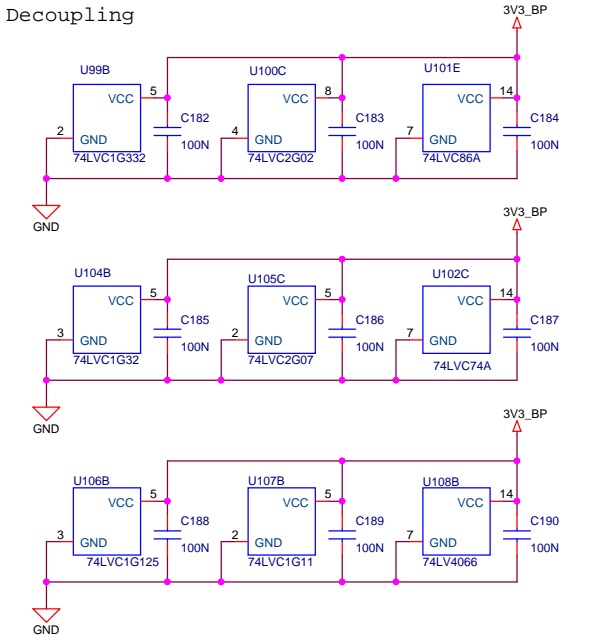 Decoupling
3V3_BP
U99B U100C U101E
VCC 5 VCC 8 VCC 14
C182 C183 C184
2 GND 4 GND 7 GND
100N 100N 100N
74LVC1G332 74LVC2G02 74LVC86A
GND
3V3_BP
U104B U105C U102C
VCC 5 VCC 5 VCC 14
C185 C186 C187
3 GND 2 GND 7 GND
100N 100N 100N
74LVC1G32 74LVC2G07 74LVC74A
GND
3V3_BP
U106B U107B U108B
VCC 5 VCC 5 VCC 14
C188 C189 C190
3 GND 2 GND 7 GND
100N 100N 100N
74LVC1G125 74LVC1G11 74LV4066
GND